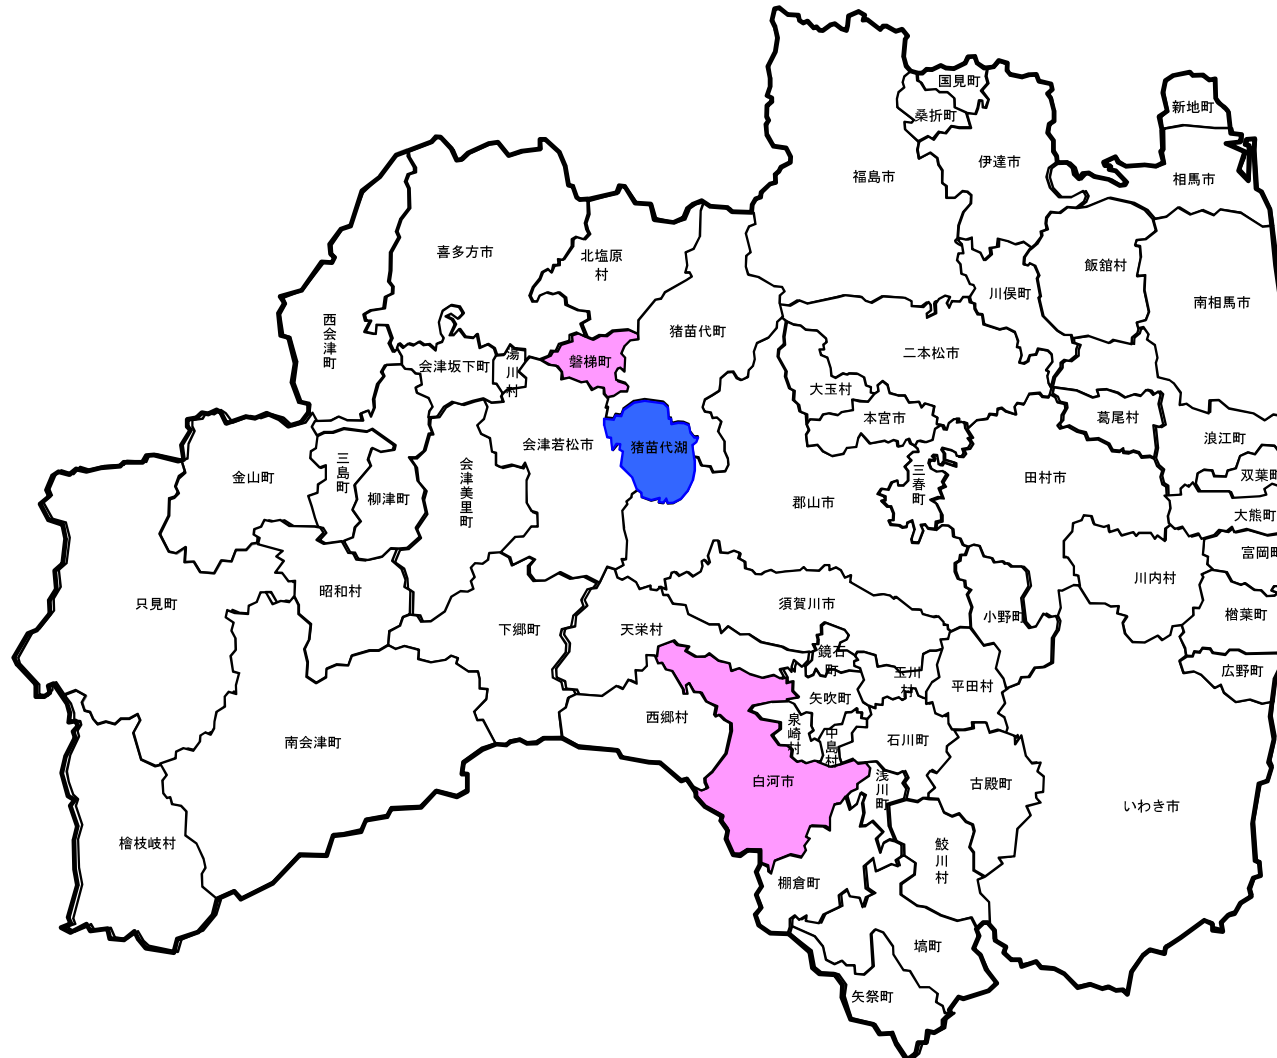 国見町
新地町
桑折町
伊達市
福島市
相馬市
喜多方市
北塩原
村
飯舘村
川俣町
南相馬市
西会津町
猪苗代町
二本松市
会津坂下町
湯川村
磐梯町
大玉村
本宮市
葛尾村
浪江町
会津若松市
猪苗代湖
金山町
三島町
柳津町
会津美里町
三春町
田村市
双葉町
郡山市
大熊町
富岡町
川内村
只見町
昭和村
下郷町
天栄村
須賀川市
小野町
楢葉町
鏡石
町
玉川
村
平田村
広野町
矢吹町
西郷村
泉崎村
中島村
石川町
南会津町
白河市
浅川町
古殿町
いわき市
檜枝岐村
鮫川村
棚倉町
塙町
矢祭町